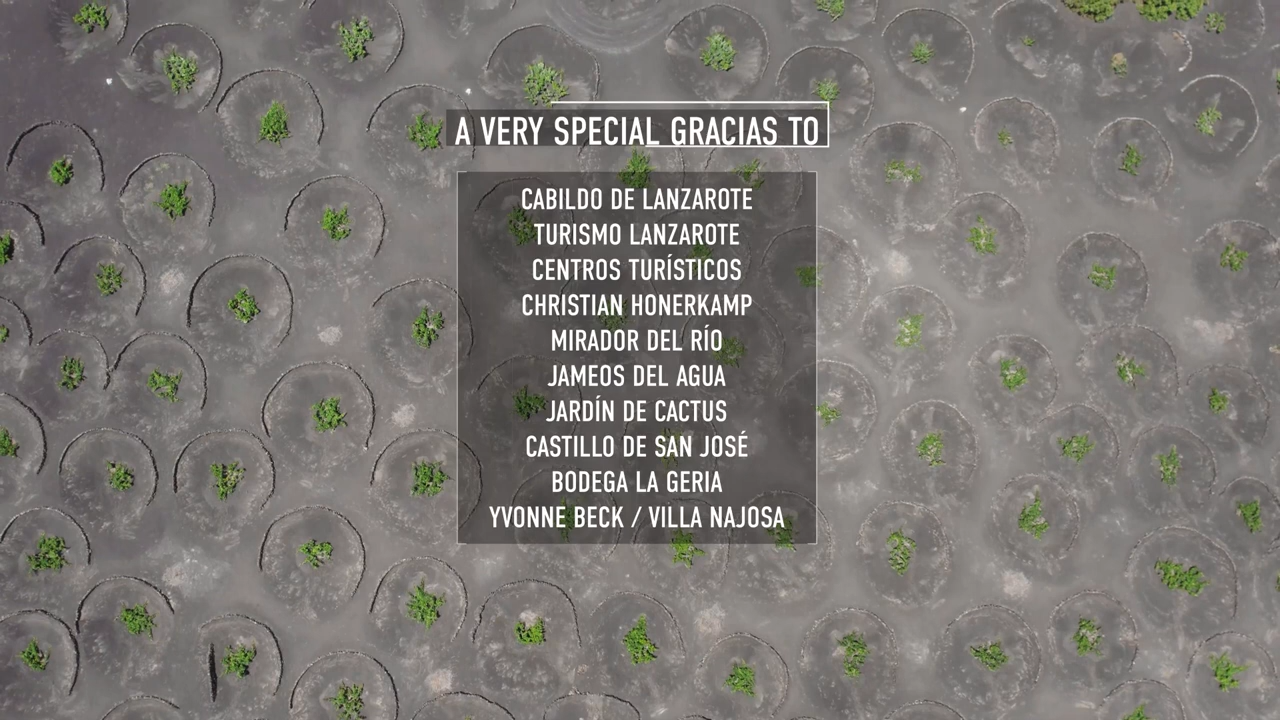 A VERY SPECIAL GRACIAS TO
CABILDO DE LANZAROTE
TURISMO LANZAROTE
CENTROS TURÍSTICOS
CHRISTIAN HONERKAMP
MIRADOR DEL RÍO
JAMEOS DEL AGUA
JARDÍN DE CACTUS
CASTILLO DE SAN JOSÉ
BODEGA LA GERIA
YVONNE BECK / VILLA NAJOSA